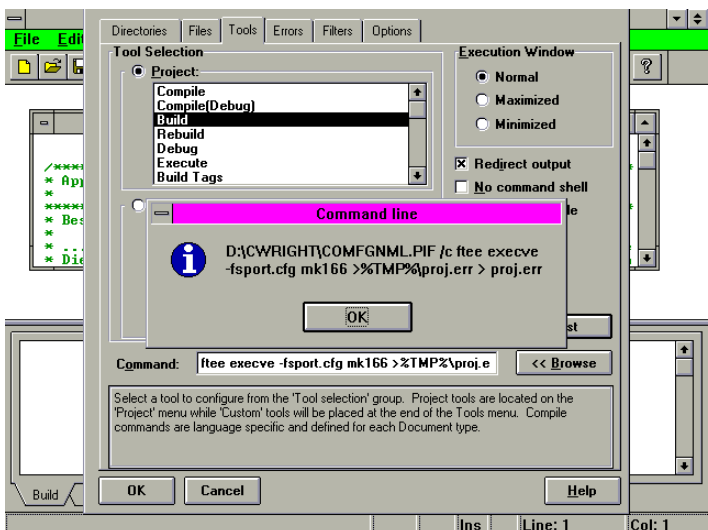 File Edi
Directories Files Tools Errors Filters Options
Tool Selection
Project:
Compile
Compile(Debug)
Build
Rebuild
Debug
Execute
Build Tags
Execution Window
Normal
Maximized
Minimized
Redirect output
No command shell
le
/****
* App
*
****
* Bes
*
* ...
* Die
Command line
D:\CWRIGHT\COMFGNML.PIF /c ftee execve
-fsport.cfg mk166 >%TMP%\proj.err > proj.err
OK
st
Command: ftee execve -fsport.cfg mk166 >%TMP%\proj.e << Browse
Select a tool to configure from the 'Tool selection' group. Project tools are located on the
'Project' menu while 'Custom' tools will be placed at the end of the Tools menu. Compile
commands are language specific and defined for each Document type.
OK Cancel Help
Build
Ins Line: 1 Col: 1